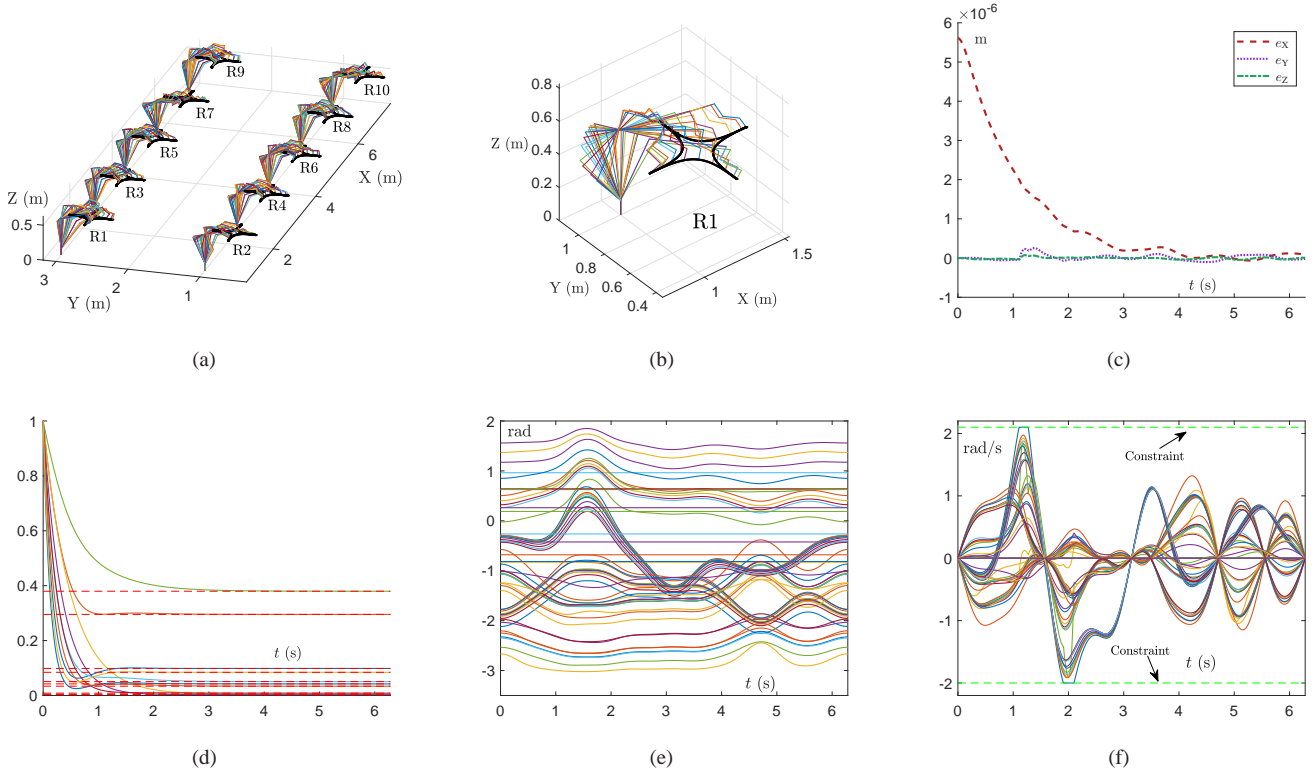 R9
R10
R7
R8
R5
6
R6
X (m)
R3
4
R4
Z (m)
0.5
R1
R2
2
0
3
2
1
Y (m)
(a)
0.8
0.6
Z (m)
0.4
0.2
0
R1
1
0.8
0.6
0.4
Y (m)
1
1.5
X (m)
(b)
×10⁻⁶
6
m
5
4
3
2
1
0
-1
e_X
e_Y
e_Z
t (s)
0 1 2 3 4 5 6
(c)
1
0.8
0.6
0.4
0.2
0
t (s)
0 1 2 3 4 5 6
(d)
2
rad
1
0
-1
-2
-3
t (s)
0 1 2 3 4 5 6
(e)
2
rad/s
Constraint
1
0
-1
Constraint
t (s)
-2
0 1 2 3 4 5 6
(f)